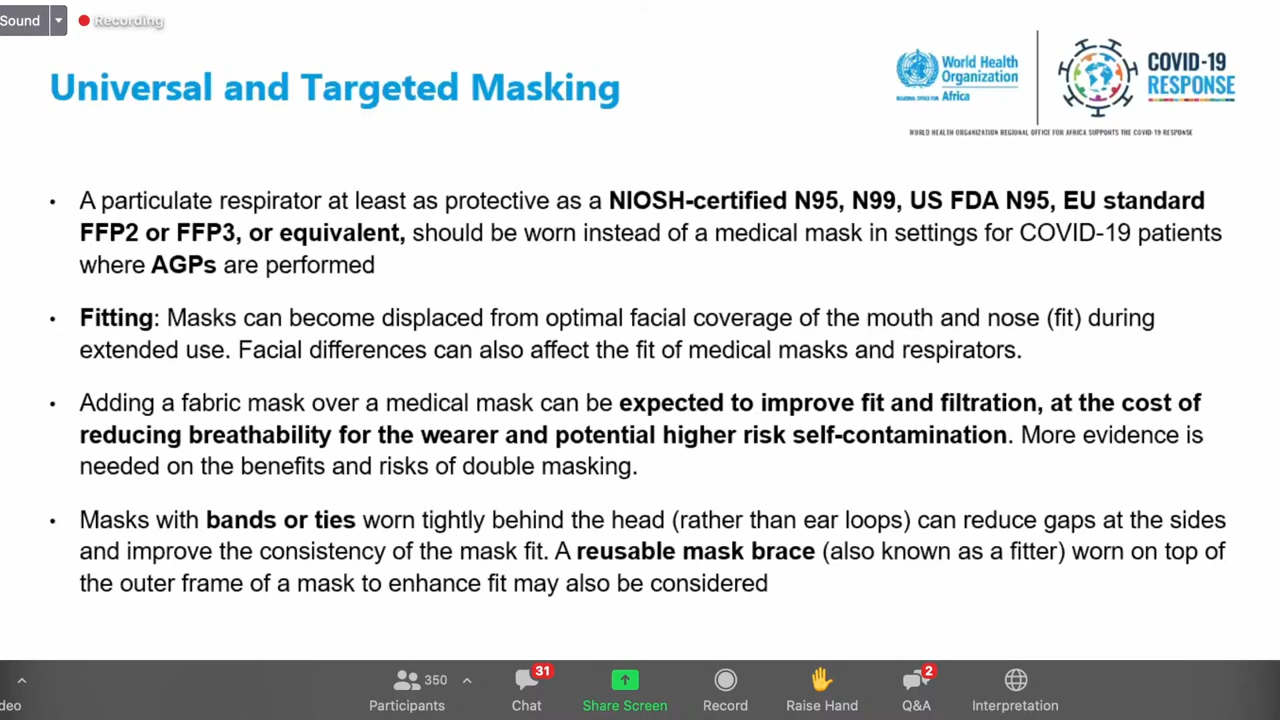 Sound
Recording
Universal and Targeted Masking
World Health
Organization
REGIONAL OFFICE FOR Africa
COVID-19
RESPONSE
WORLD HEALTH ORGANIZATION REGIONAL OFFICE FOR AFRICA SUPPORTS THE COVID-19 RESPONSE
• A particulate respirator at least as protective as a NIOSH-certified N95, N99, US FDA N95, EU standard
FFP2 or FFP3, or equivalent, should be worn instead of a medical mask in settings for COVID-19 patients
where AGPs are performed
• Fitting: Masks can become displaced from optimal facial coverage of the mouth and nose (fit) during
extended use. Facial differences can also affect the fit of medical masks and respirators.
• Adding a fabric mask over a medical mask can be expected to improve fit and filtration, at the cost of
reducing breathability for the wearer and potential higher risk self-contamination. More evidence is
needed on the benefits and risks of double masking.
• Masks with bands or ties worn tightly behind the head (rather than ear loops) can reduce gaps at the sides
and improve the consistency of the mask fit. A reusable mask brace (also known as a fitter) worn on top of
the outer frame of a mask to enhance fit may also be considered
350
31
2
deo
Participants
Chat
Share Screen
Record
Raise Hand
Q&A
Interpretation